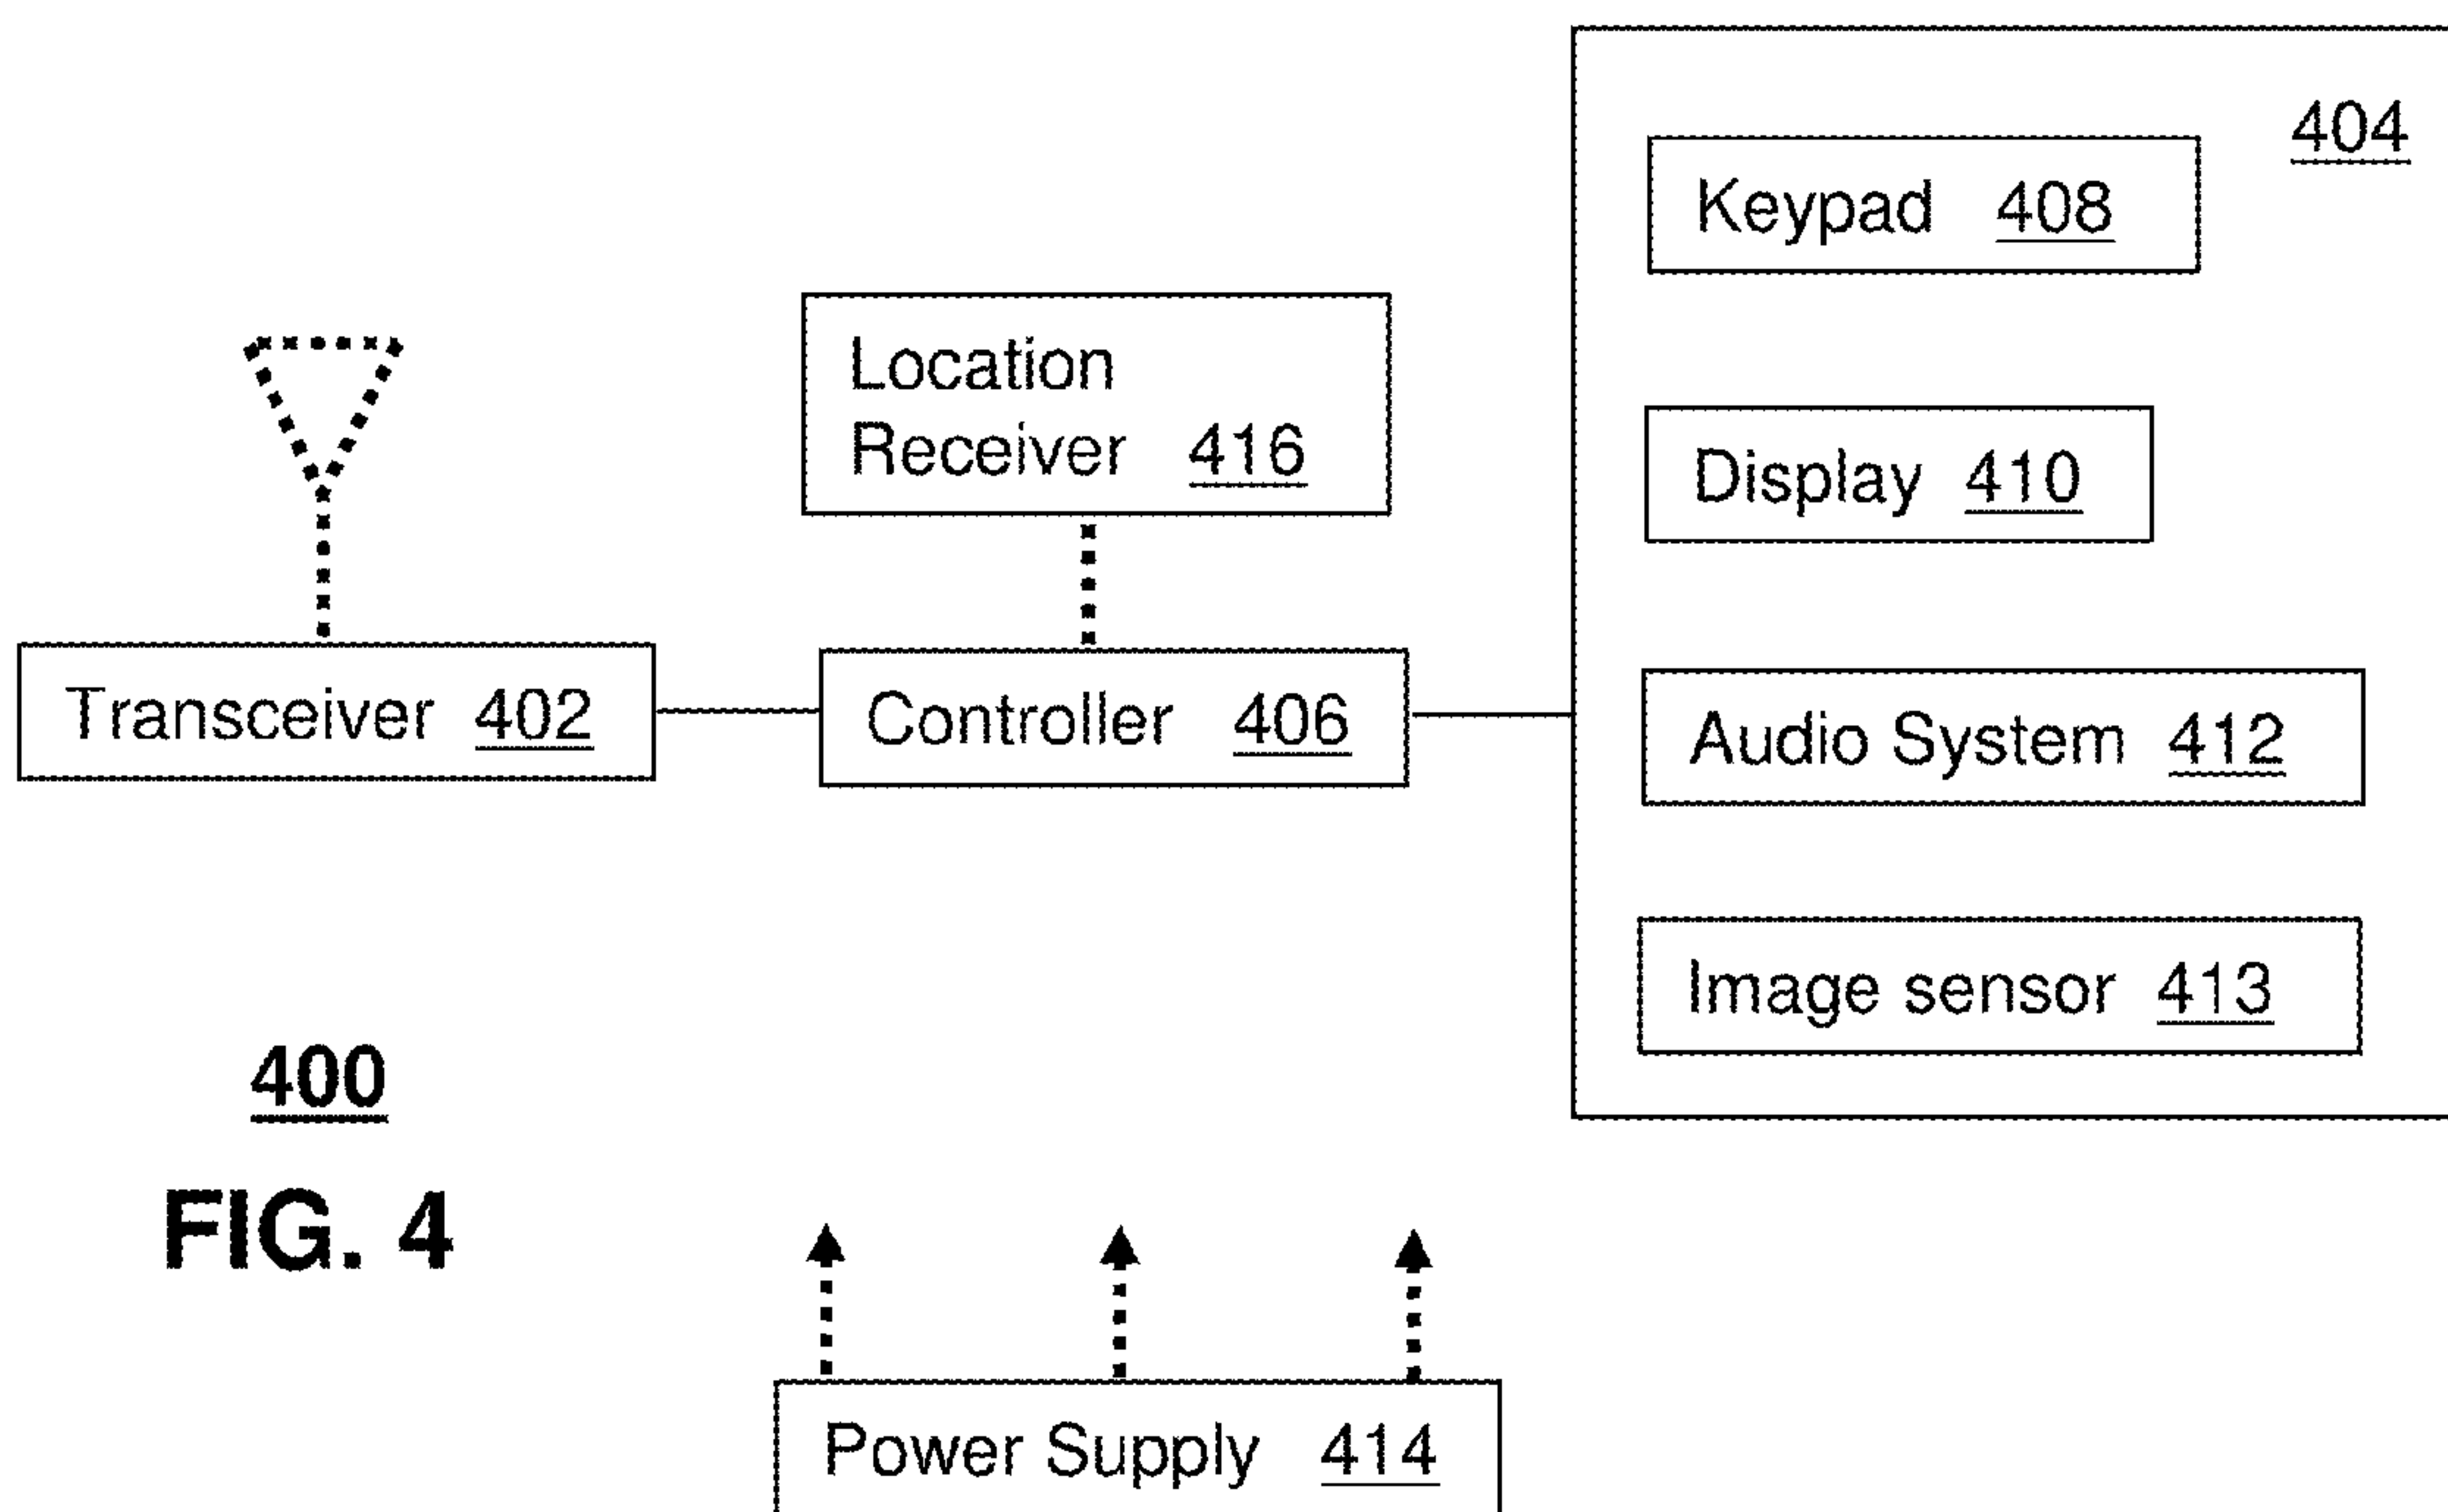 404
Keypad 408
Location
Receiver 416
Display 410
Transceiver 402
Controller 406
Audio System 412
Image sensor 413
400
FIG. 4
Power Supply 414